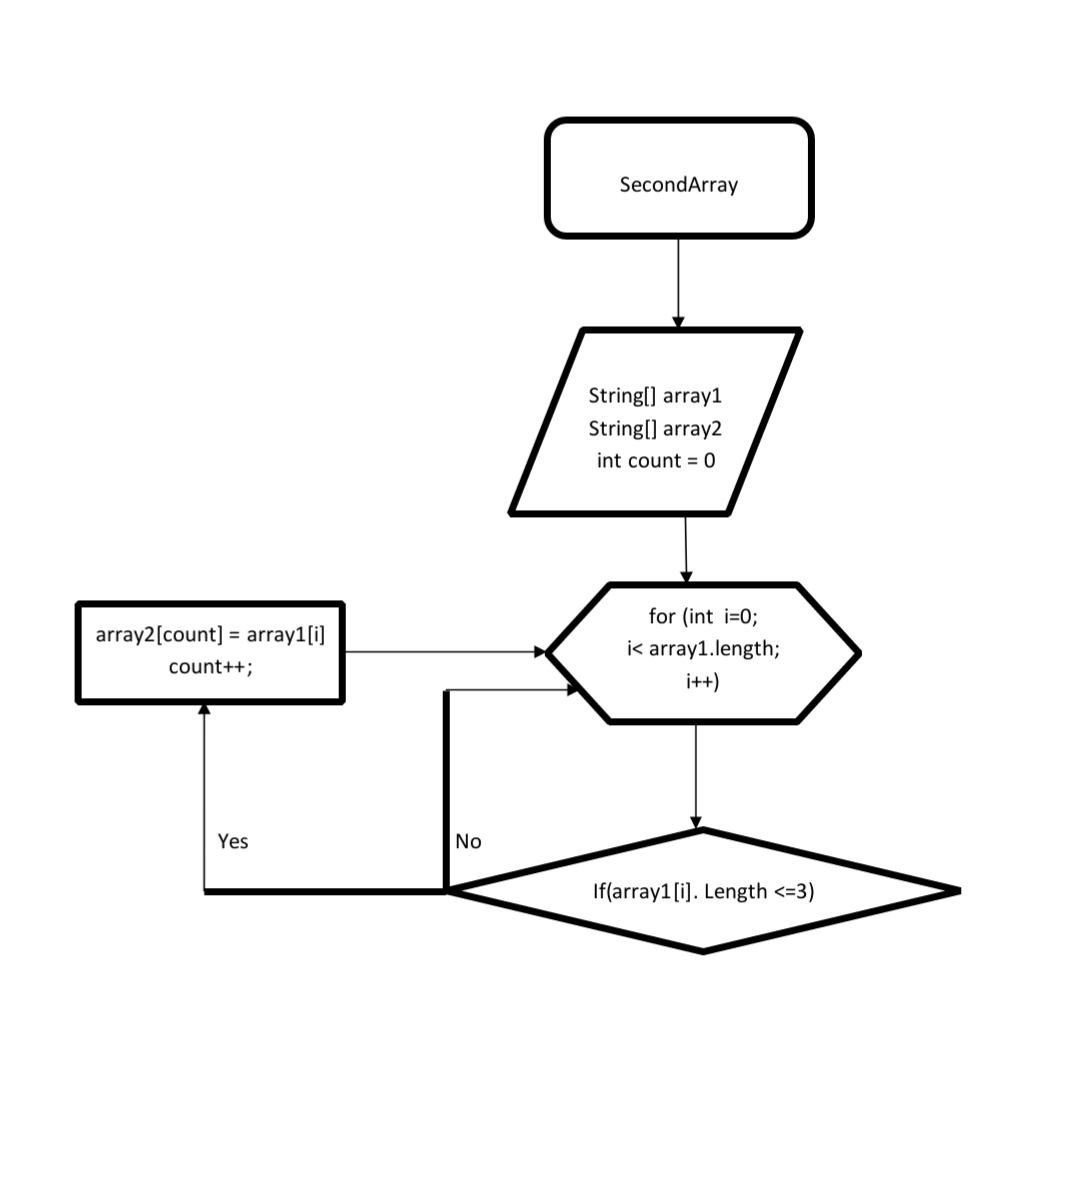 SecondArray
String[] array1
String[] array2
int count = 0
for (int i=0;
i< array1.length;
i++)
array2[count] = array1[i]
count++;
Yes
No
If(array1[i]. Length <=3)